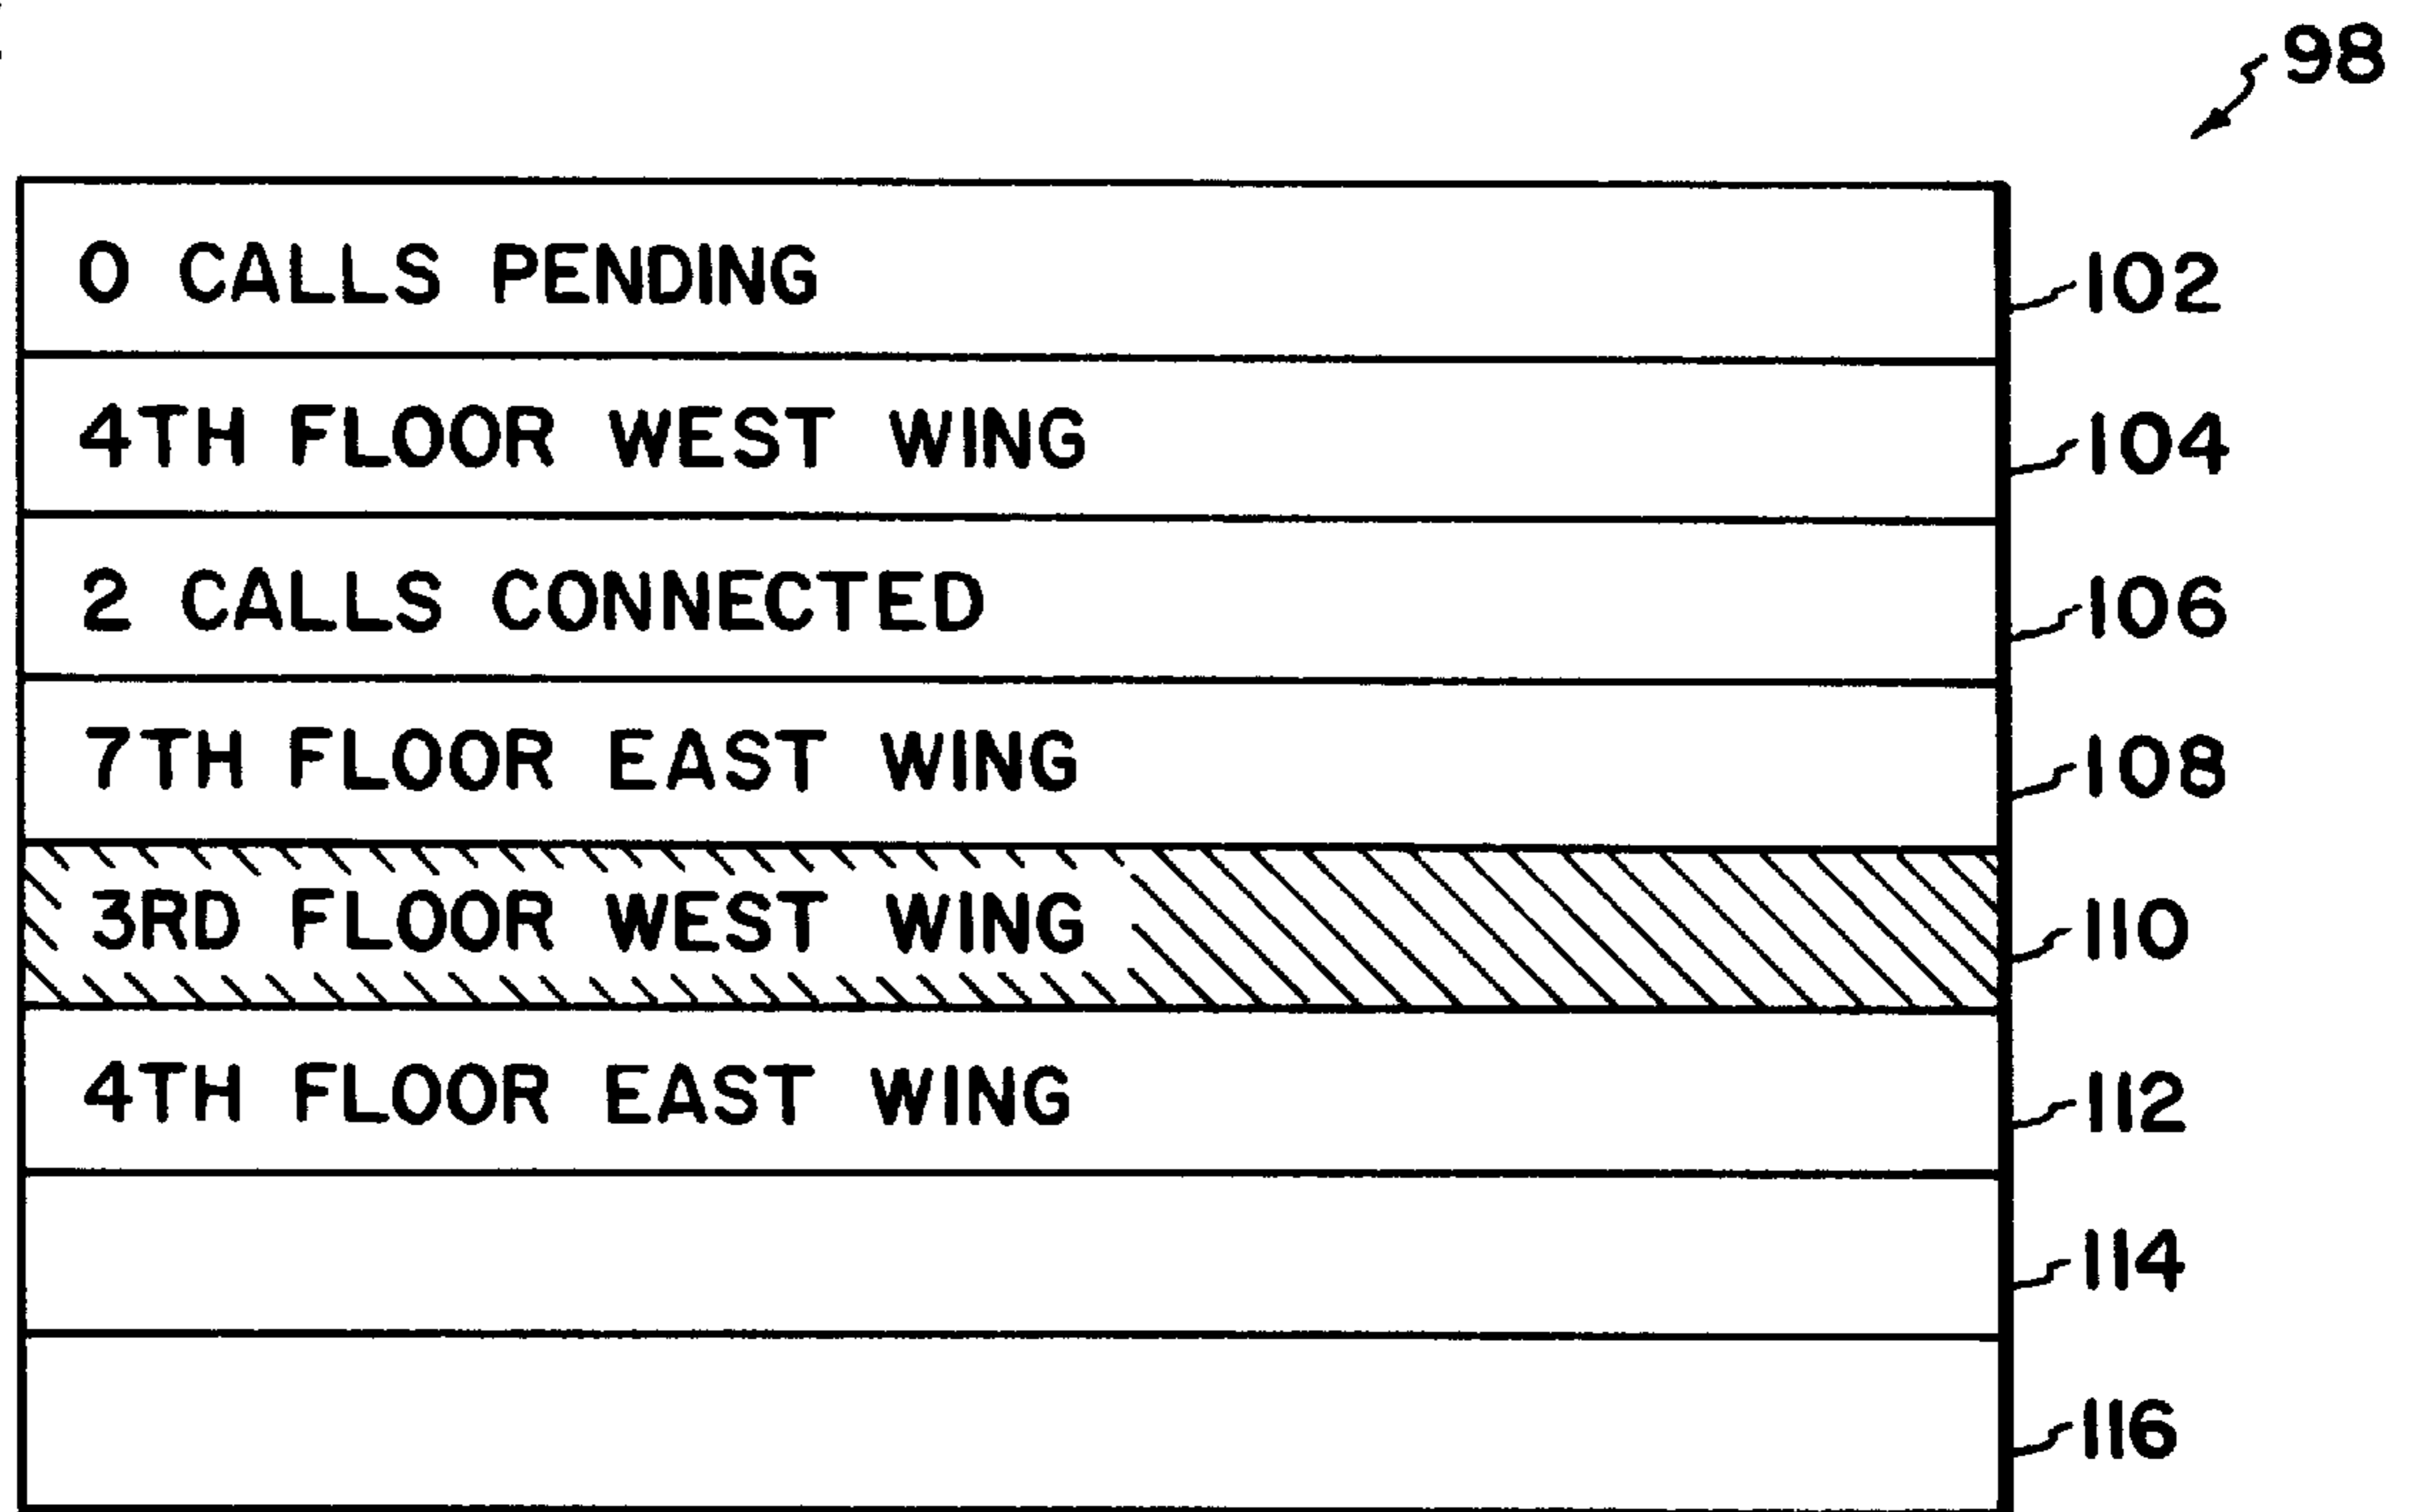 98
0 CALLS PENDING 102
4TH FLOOR WEST WING 104
2 CALLS CONNECTED 106
7TH FLOOR EAST WING 108
3RD FLOOR WEST WING 110
4TH FLOOR EAST WING 112
114
116